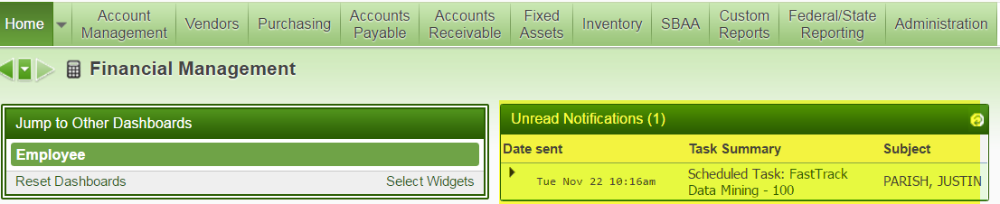 Home
Account Management
Vendors
Purchasing
Accounts Payable
Accounts Receivable
Fixed Assets
Inventory
SBAA
Custom Reports
Federal/State Reporting
Administration
Financial Management
Jump to Other Dashboards
Employee
Reset Dashboards Select Widgets
Unread Notifications (1)
Date sent Task Summary Subject
Tue Nov 22 10:16am Scheduled Task: FastTrack PARISH, JUSTIN
Data Mining - 100